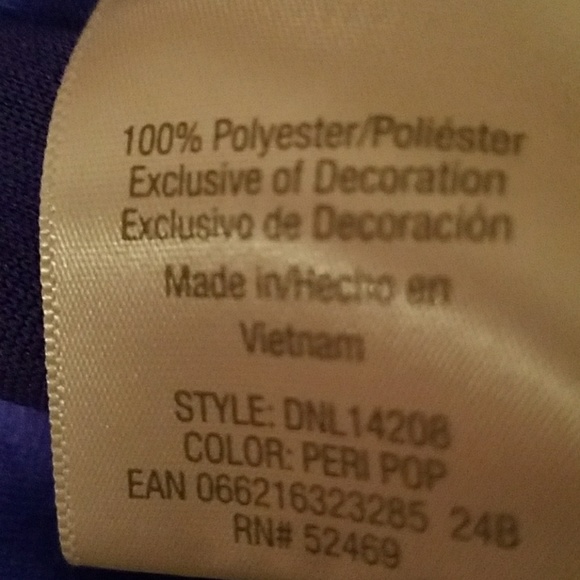 100% Polyester/Poliéster
Exclusive of Decoration
Exclusivo de Decoración
Made in/Hecho en
Vietnam
STYLE: DNL14208
COLOR: PERI POP
EAN 066216323285 24B
RN# 52469